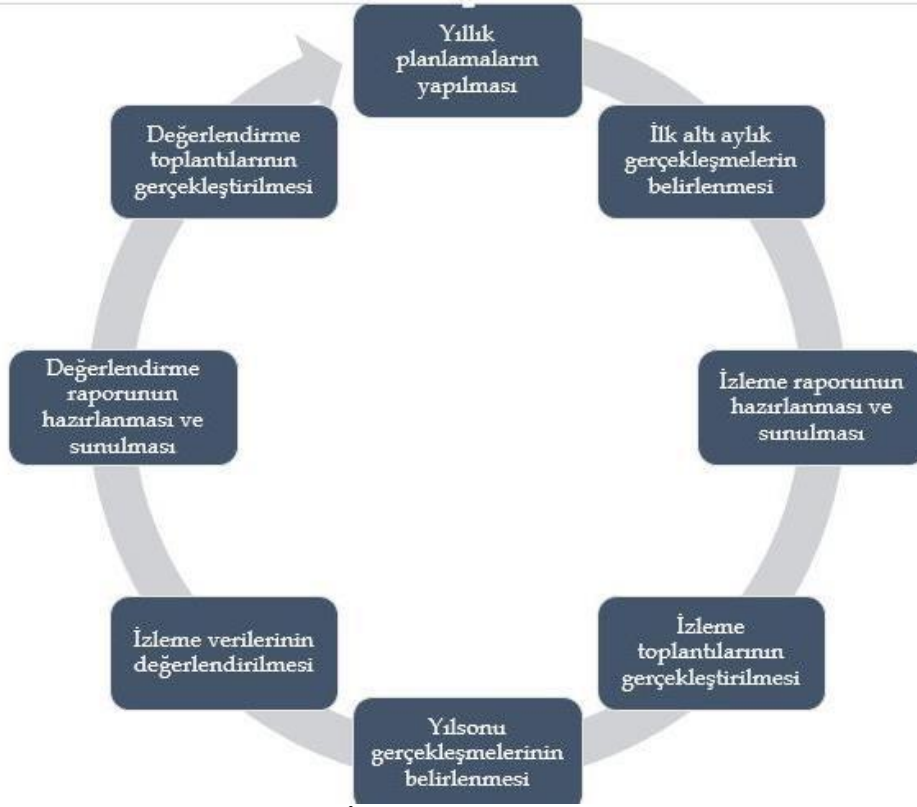 Yıllık
planlamaların
yapılması
İlk altı aylık
gerçekleşmelerin
belirlenmesi
İzleme raporunun
hazırlanması ve
sunulması
İzleme
toplantılarının
gerçekleştirilmesi
Yılsonu
gerçekleşmelerinin
belirlenmesi
İzleme verilerinin
değerlendirilmesi
Değerlendirme
raporunun
hazırlanması ve
sunulması
Değerlendirme
toplantılarının
gerçekleştirilmesi